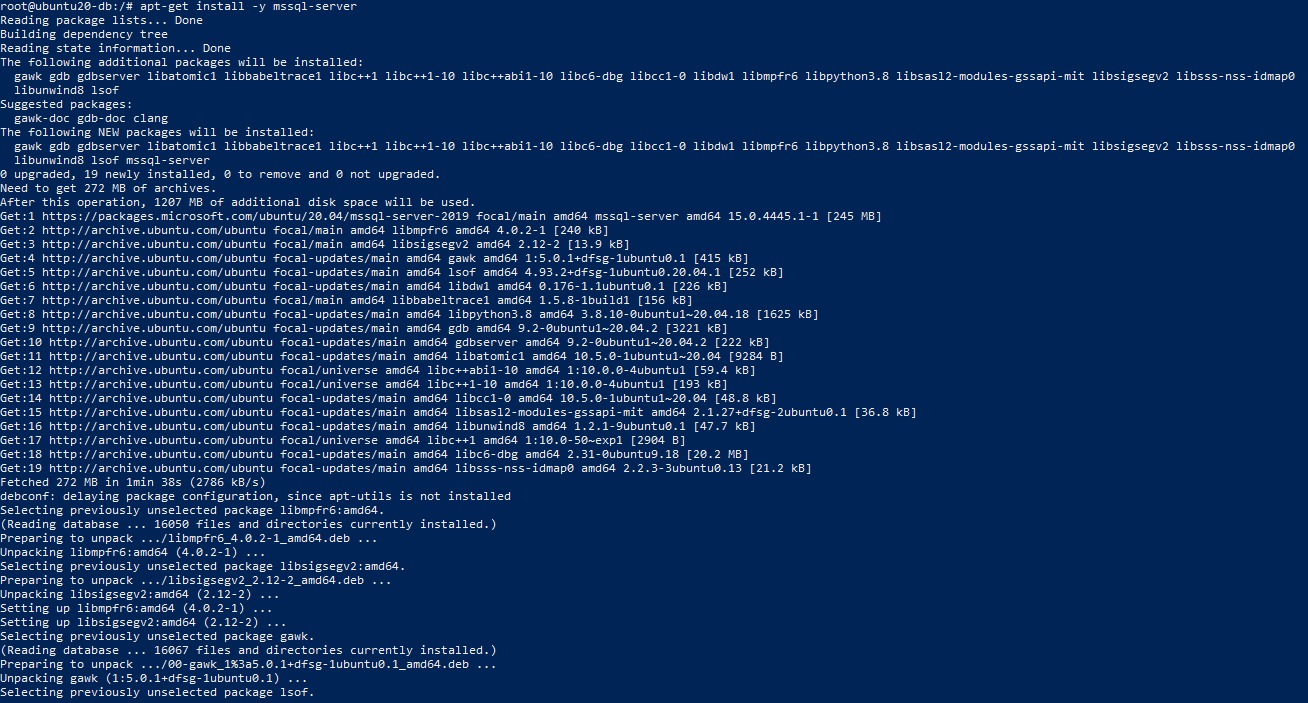 root@ubuntu20-db:/# apt-get install -y mssql-server
Reading package lists... Done
Building dependency tree
Reading state information... Done
The following additional packages will be installed:
  gawk gdb gdbserver libatomic1 libbabeltrace1 libc++1 libc++1-10 libc++abi1-10 libc6-dbg libcc1-0 libdw1 libmpfr6 libpython3.8 libsasl2-modules-gssapi-mit libsigsegv2 libsss-nss-idmap0
  libunwind8 lsof
Suggested packages:
  gawk-doc gdb-doc clang
The following NEW packages will be installed:
  gawk gdb gdbserver libatomic1 libbabeltrace1 libc++1 libc++1-10 libc++abi1-10 libc6-dbg libcc1-0 libdw1 libmpfr6 libpython3.8 libsasl2-modules-gssapi-mit libsigsegv2 libsss-nss-idmap0
  libunwind8 lsof mssql-server
0 upgraded, 19 newly installed, 0 to remove and 0 not upgraded.
Need to get 272 MB of archives.
After this operation, 1207 MB of additional disk space will be used.
Get:1 https://packages.microsoft.com/ubuntu/20.04/mssql-server-2019 focal/main amd64 mssql-server amd64 15.0.4445.1-1 [245 MB]
Get:2 http://archive.ubuntu.com/ubuntu focal/main amd64 libmpfr6 amd64 4.0.2-1 [240 kB]
Get:3 http://archive.ubuntu.com/ubuntu focal/main amd64 libsigsegv2 amd64 2.12-2 [13.9 kB]
Get:4 http://archive.ubuntu.com/ubuntu focal-updates/main amd64 gawk amd64 1:5.0.1+dfsg-1ubuntu0.1 [415 kB]
Get:5 http://archive.ubuntu.com/ubuntu focal-updates/main amd64 lsof amd64 4.93.2+dfsg-1ubuntu0.20.04.1 [252 kB]
Get:6 http://archive.ubuntu.com/ubuntu focal-updates/main amd64 libdw1 amd64 0.176-1.1ubuntu0.1 [226 kB]
Get:7 http://archive.ubuntu.com/ubuntu focal/main amd64 libbabeltrace1 amd64 1.5.8-1build1 [156 kB]
Get:8 http://archive.ubuntu.com/ubuntu focal-updates/main amd64 libpython3.8 amd64 3.8.10-0ubuntu1~20.04.18 [1625 kB]
Get:9 http://archive.ubuntu.com/ubuntu focal-updates/main amd64 gdb amd64 9.2-0ubuntu1~20.04.2 [3221 kB]
Get:10 http://archive.ubuntu.com/ubuntu focal-updates/main amd64 gdbserver amd64 9.2-0ubuntu1~20.04.2 [222 kB]
Get:11 http://archive.ubuntu.com/ubuntu focal-updates/main amd64 libatomic1 amd64 10.5.0-1ubuntu1~20.04 [9284 B]
Get:12 http://archive.ubuntu.com/ubuntu focal/universe amd64 libc++abi1-10 amd64 1:10.0.0-4ubuntu1 [59.4 kB]
Get:13 http://archive.ubuntu.com/ubuntu focal/universe amd64 libc++1-10 amd64 1:10.0.0-4ubuntu1 [193 kB]
Get:14 http://archive.ubuntu.com/ubuntu focal-updates/main amd64 libcc1-0 amd64 10.5.0-1ubuntu1~20.04 [48.8 kB]
Get:15 http://archive.ubuntu.com/ubuntu focal-updates/main amd64 libsasl2-modules-gssapi-mit amd64 2.1.27+dfsg-2ubuntu0.1 [36.8 kB]
Get:16 http://archive.ubuntu.com/ubuntu focal-updates/main amd64 libunwind8 amd64 1.2.1-9ubuntu0.1 [47.7 kB]
Get:17 http://archive.ubuntu.com/ubuntu focal/universe amd64 libc++1 amd64 1:10.0-50~exp1 [2904 B]
Get:18 http://archive.ubuntu.com/ubuntu focal-updates/main amd64 libc6-dbg amd64 2.31-0ubuntu9.18 [20.2 MB]
Get:19 http://archive.ubuntu.com/ubuntu focal-updates/main amd64 libsss-nss-idmap0 amd64 2.2.3-3ubuntu0.13 [21.2 kB]
Fetched 272 MB in 1min 38s (2786 kB/s)
debconf: delaying package configuration, since apt-utils is not installed
Selecting previously unselected package libmpfr6:amd64.
(Reading database ... 16050 files and directories currently installed.)
Preparing to unpack .../libmpfr6_4.0.2-1_amd64.deb ...
Unpacking libmpfr6:amd64 (4.0.2-1) ...
Selecting previously unselected package libsigsegv2:amd64.
Preparing to unpack .../libsigsegv2_2.12-2_amd64.deb ...
Unpacking libsigsegv2:amd64 (2.12-2) ...
Setting up libmpfr6:amd64 (4.0.2-1) ...
Setting up libsigsegv2:amd64 (2.12-2) ...
Selecting previously unselected package gawk.
(Reading database ... 16067 files and directories currently installed.)
Preparing to unpack .../00-gawk_1%3a5.0.1+dfsg-1ubuntu0.1_amd64.deb ...
Unpacking gawk (1:5.0.1+dfsg-1ubuntu0.1) ...
Selecting previously unselected package lsof.